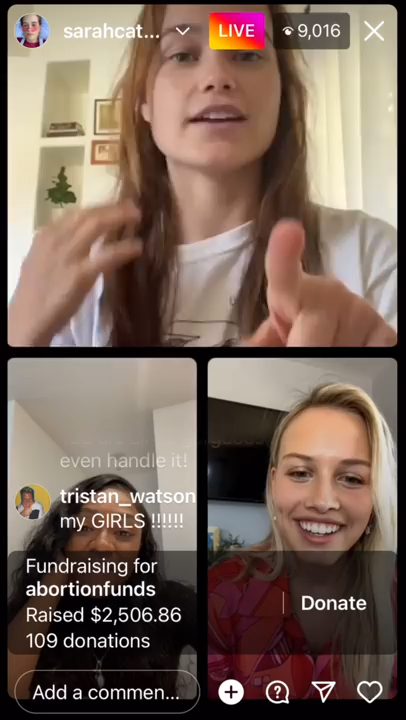 sarahcat...
LIVE
9,016
even handle it!
tristan_watson
my GIRLS !!!!!!
Fundraising for
abortionfunds
Raised $2,506.86
109 donations
Donate
Add a commen...